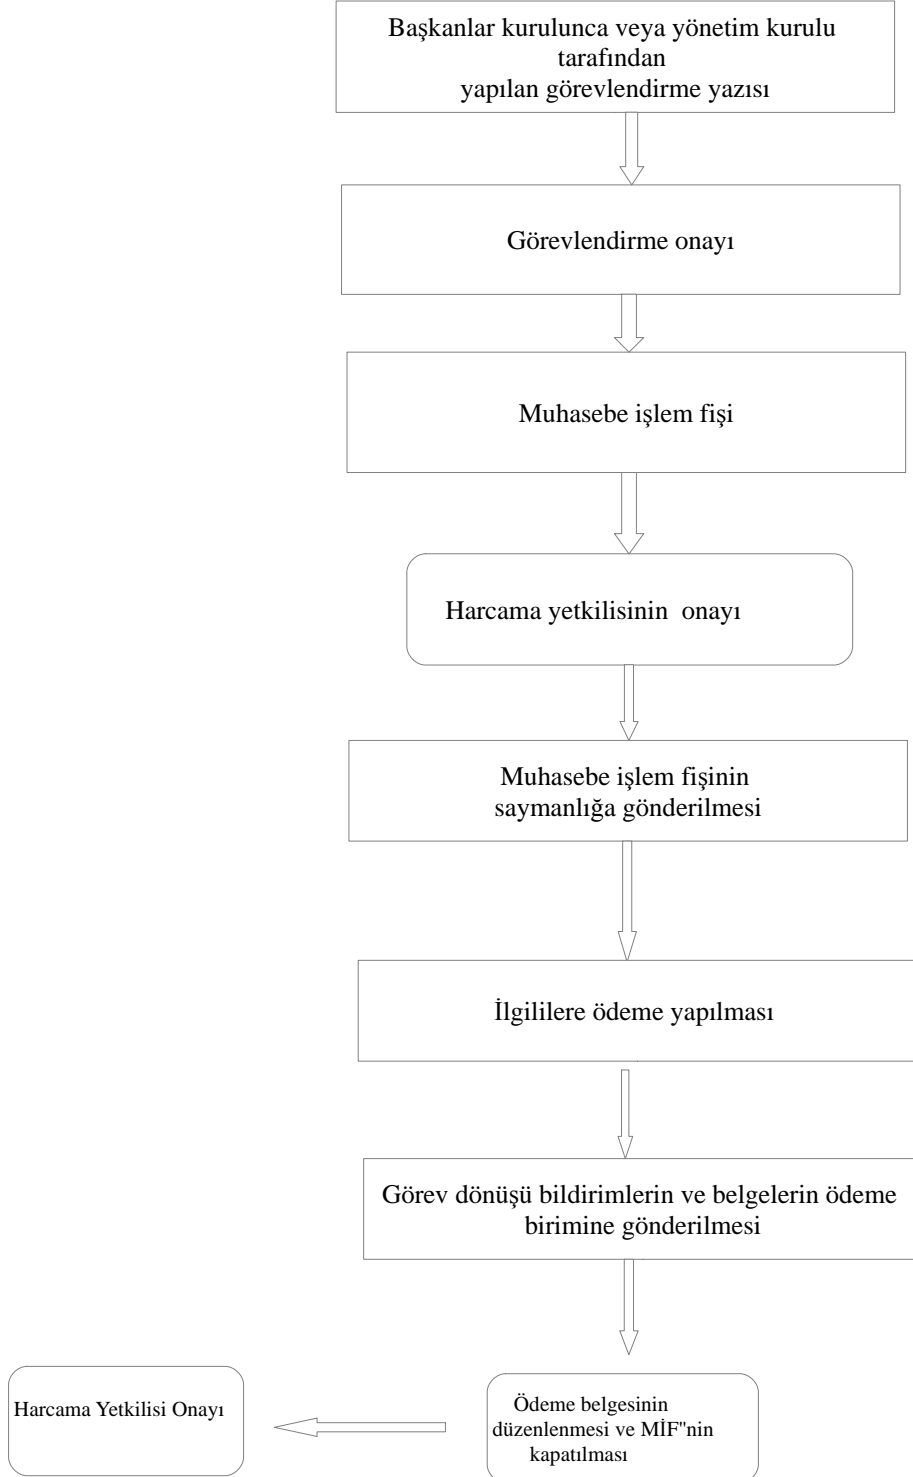 Başkanlar kurulunca veya yönetim kurulu
tarafından
yapılan görevlendirme yazısı
Görevlendirme onayı
Muhasebe işlem fişi
Harcama yetkilisinin  onayı
Muhasebe işlem fişinin
saymanlığa gönderilmesi
İlgililere ödeme yapılması
Görev dönüşü bildirimlerin ve belgelerin ödeme
birimine gönderilmesi
Ödeme belgesinin
düzenlenmesi ve MİF"nin
kapatılması
Harcama Yetkilisi Onayı